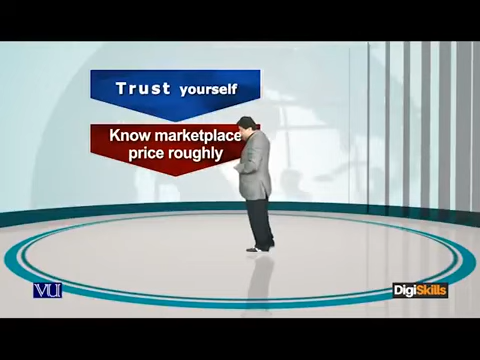 Trust yourself
Know marketplace
price roughly
VU
DigiSkills